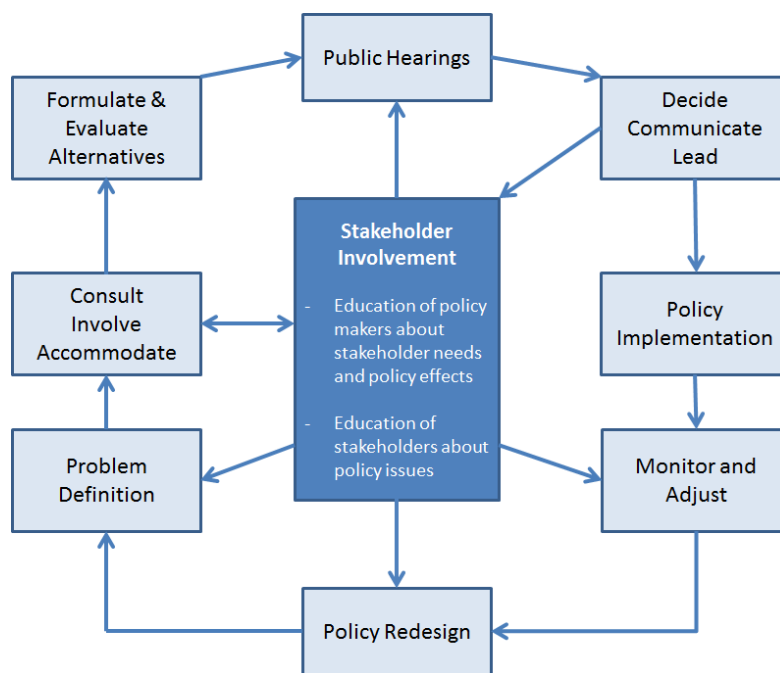 Public Hearings
Formulate &
Evaluate
Alternatives
Decide
Communicate
Lead
Stakeholder
Involvement
- Education of policy
makers about
stakeholder needs
and policy effects
- Education of
stakeholders about
policy issues
Consult
Involve
Accommodate
Policy
Implementation
Problem
Definition
Monitor and
Adjust
Policy Redesign